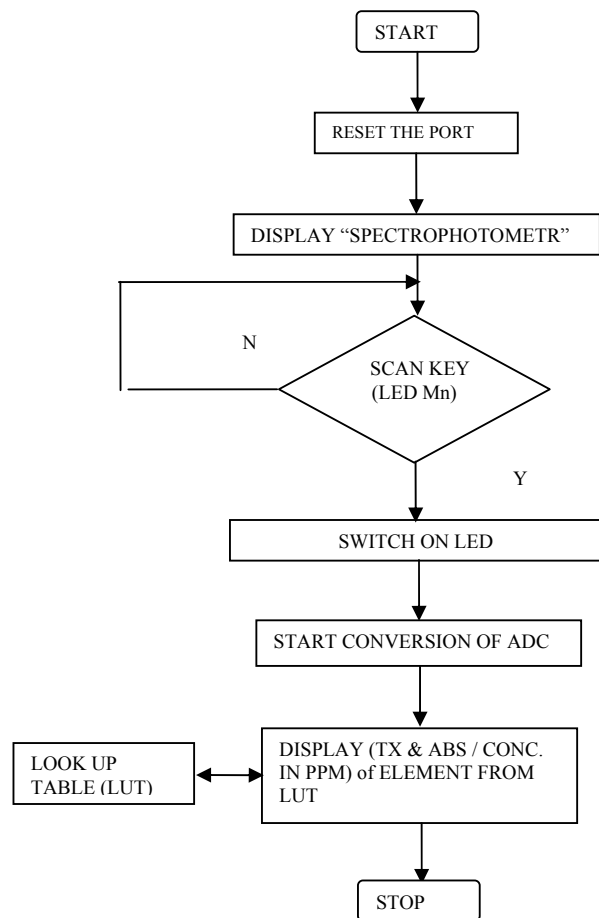 START
RESET THE PORT
DISPLAY “SPECTROPHOTOMETR”
N
SCAN KEY
(LED Mn)
Y
SWITCH ON LED
START CONVERSION OF ADC
LOOK UP
TABLE (LUT)
DISPLAY (TX & ABS / CONC.
IN PPM) of ELEMENT FROM
LUT
STOP